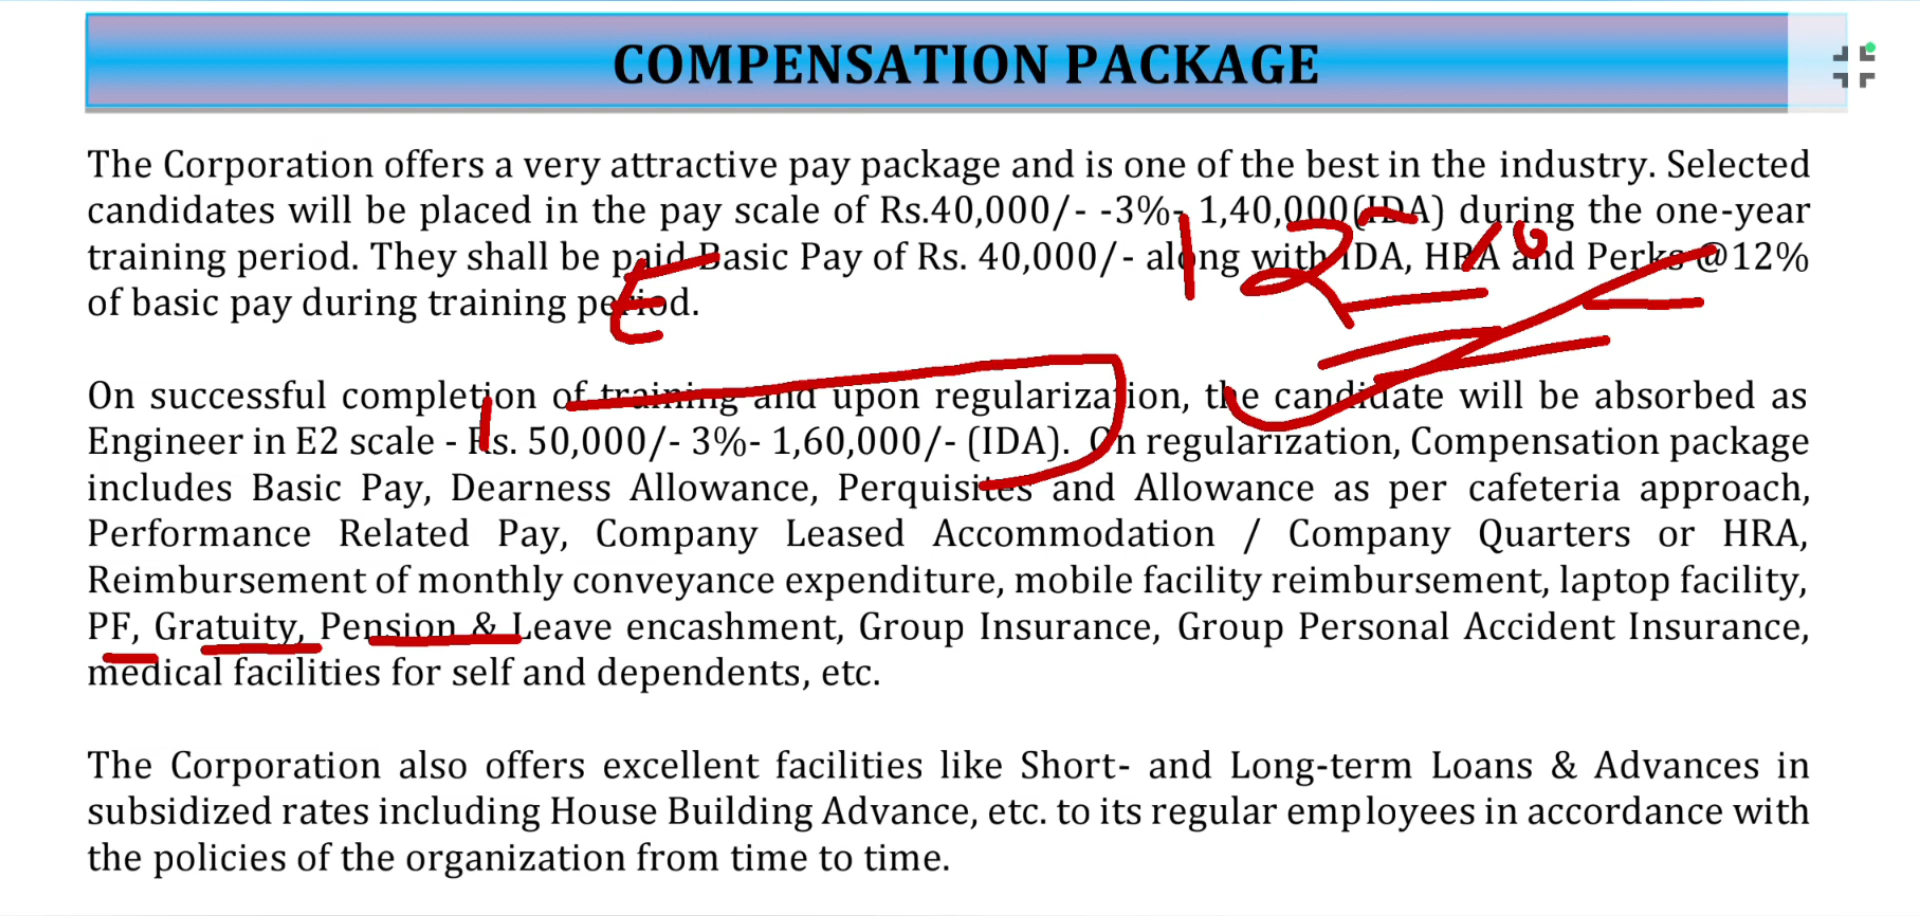 COMPENSATION PACKAGE
The Corporation offers a very attractive pay package and is one of the best in the industry. Selected
candidates will be placed in the pay scale of Rs.40,000/- -3%- 1,40,000(IDA) during the one-year
training period. They shall be paid Basic Pay of Rs. 40,000/- along with IDA, HRA and Perks @12%
of basic pay during training period.
On successful completion of training and upon regularization, the candidate will be absorbed as
Engineer in E2 scale - Rs. 50,000/- 3%- 1,60,000/- (IDA). On regularization, Compensation package
includes Basic Pay, Dearness Allowance, Perquisites and Allowance as per cafeteria approach,
Performance Related Pay, Company Leased Accommodation / Company Quarters or HRA,
Reimbursement of monthly conveyance expenditure, mobile facility reimbursement, laptop facility,
PF, Gratuity, Pension & Leave encashment, Group Insurance, Group Personal Accident Insurance,
medical facilities for self and dependents, etc.
The Corporation also offers excellent facilities like Short- and Long-term Loans & Advances in
subsidized rates including House Building Advance, etc. to its regular employees in accordance with
the policies of the organization from time to time.